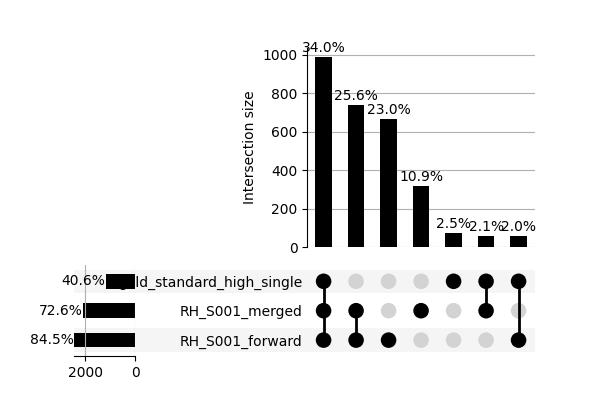 34.0%
1000
25.6%
800
23.0%
600
Intersection size
400
10.9%
200
2.5% 2.1% 2.0%
0
40.6% ld_standard_high_single
72.6% RH_S001_merged
84.5% RH_S001_forward
2000 0